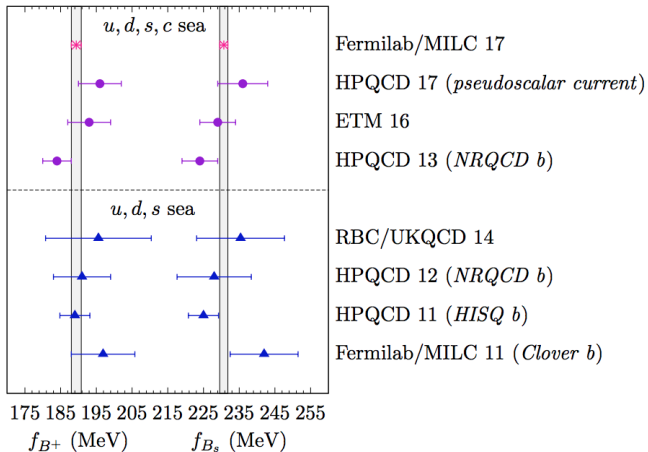 u, d, s, c sea
Fermilab/MILC 17
HPQCD 17 (pseudoscalar current)
ETM 16
HPQCD 13 (NRQCD b)
u, d, s sea
RBC/UKQCD 14
HPQCD 12 (NRQCD b)
HPQCD 11 (HISQ b)
Fermilab/MILC 11 (Clover b)
175 185 195 205 215 225 235 245 255
f_{B^+} (MeV) f_{B_s} (MeV)